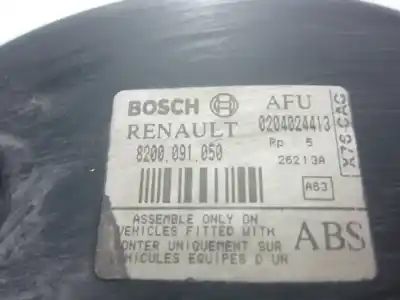 BOSCH AFU
RENAULT 0204024413
8200 091 050 Rp 5
26213A
X76 CAG
A63
ASSEMBLE ONLY ON
VEHICLES FITTED WITH
MONTER UNIQUEMENT SUR
VEHICULES EQUIPES D'UN
ABS